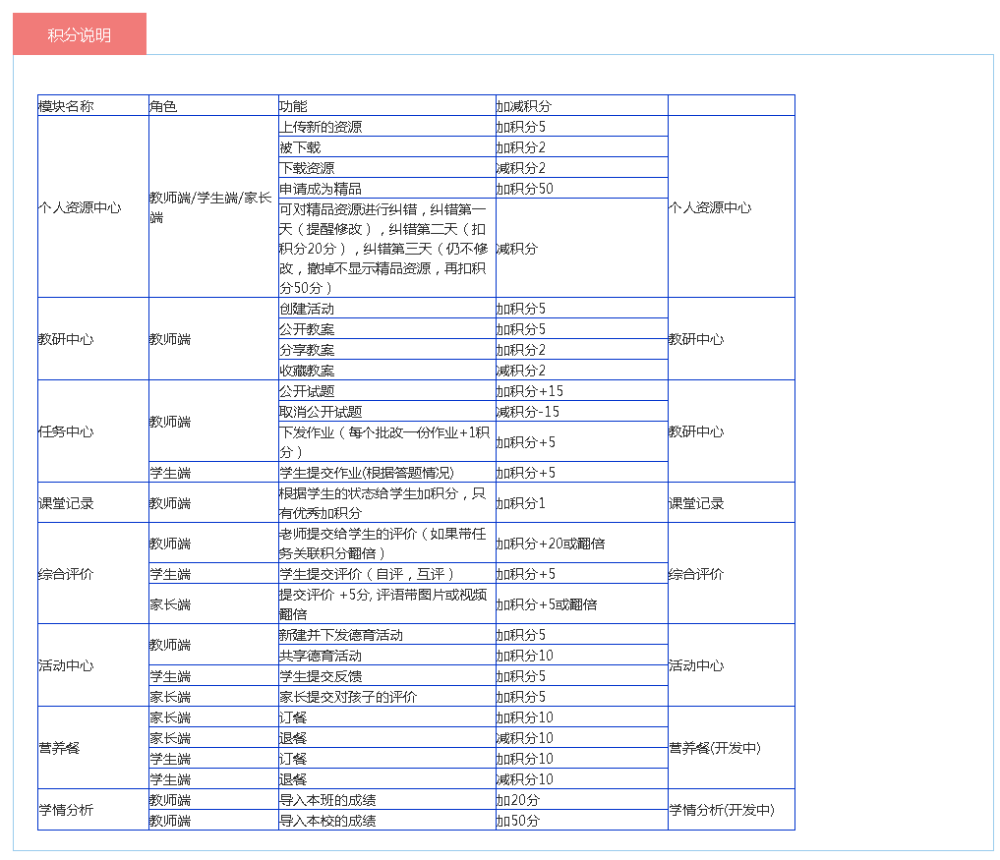 积分说明
模块名称 角色 功能 加减积分
个人资源中心 教师端/学生端/家长端 上传新的资源 加积分5 个人资源中心
被下载 加积分2
下载资源 减积分2
申请成为精品 加积分50
可对精品资源进行纠错，纠错第一
天（提醒修改），纠错第二天（扣
积分20分），纠错第三天（仍不修
改，撤掉不显示精品资源，再扣积
分50分） 减积分
教研中心 教师端 创建活动 加积分5 教研中心
公开教案 加积分5
分享教案 加积分2
收藏教案 减积分2
任务中心 教师端 公开试题 加积分+15 教研中心
取消公开试题 减积分-15
下发作业（每个批改一份作业+1积
分） 加积分+5
学生端 学生提交作业(根据答题情况) 加积分+5
课堂记录 教师端 根据学生的状态给学生加积分，只
有优秀加积分 加积分1 课堂记录
综合评价 教师端 老师提交给学生的评价（如果带任
务关联积分翻倍） 加积分+20或翻倍 综合评价
学生端 学生提交评价（自评，互评） 加积分+5
家长端 提交评价 +5分, 评语带图片或视频
翻倍 加积分+5或翻倍
活动中心 教师端 新建并下发德育活动 加积分5 活动中心
共享德育活动 加积分10
学生端 学生提交反馈 加积分5
家长端 家长提交对孩子的评价 加积分5
营养餐 家长端 订餐 加积分10 营养餐(开发中)
家长端 退餐 减积分10
学生端 订餐 加积分10
学生端 退餐 减积分10
学情分析 教师端 导入本班的成绩 加20分 学情分析(开发中)
教师端 导入本校的成绩 加50分